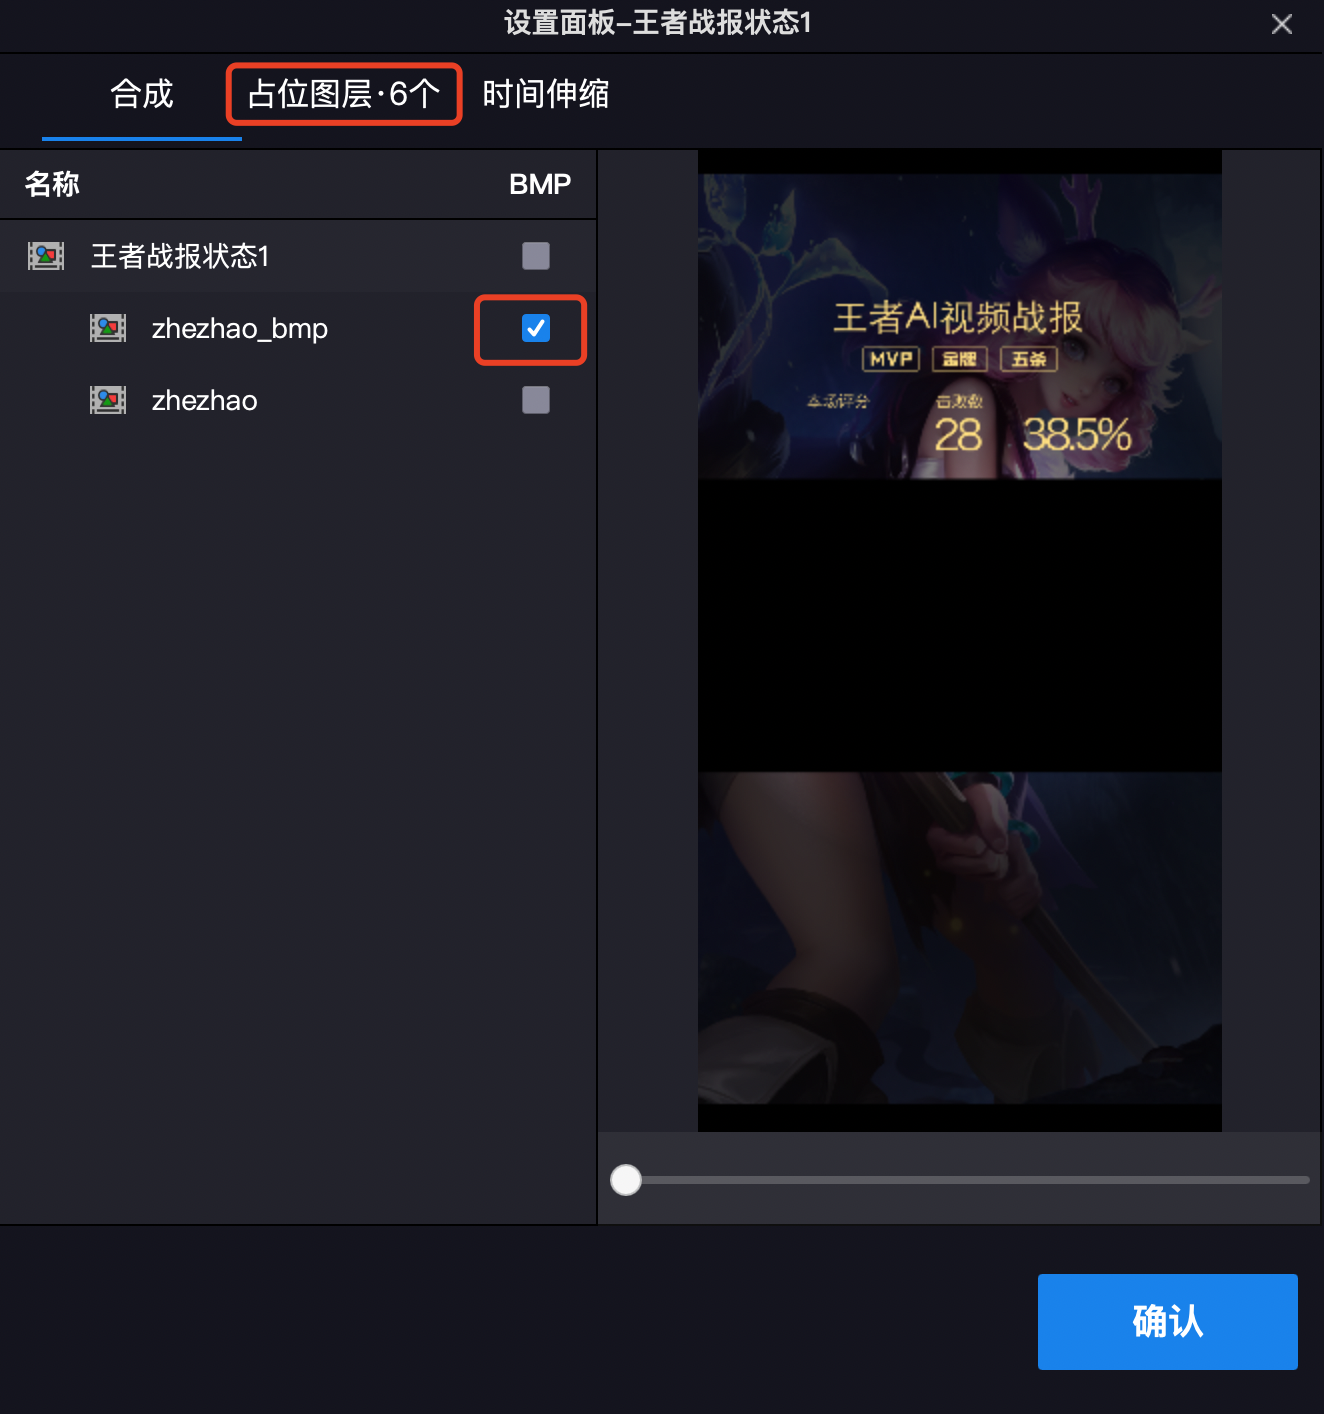 设置面板-王者战报状态1
合成 占位图层·6个 时间伸缩
名称 BMP
王者战报状态1
zhezhao_bmp
zhezhao
王者AI视频战报
MVP 金牌 五杀
本场评分 击败数
28 38.5%
确认